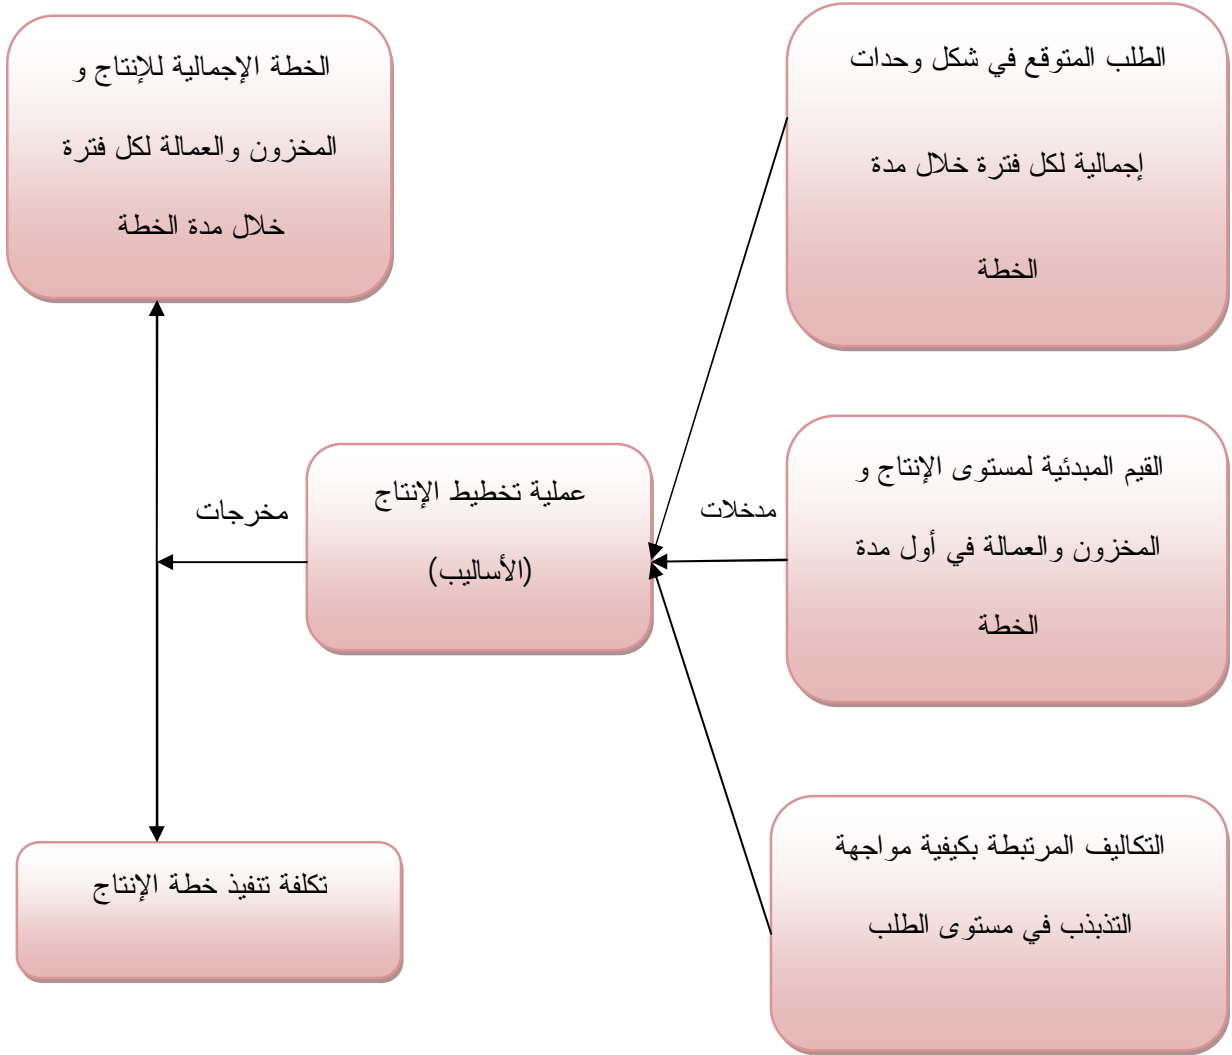 الطلب المتوقع في شكل وحدات
إجمالية لكل فترة خلال مدة
الخطة
القيم المبدئية لمستوى الإنتاج و
المخزون والعمالة في أول مدة
الخطة
التكاليف المرتبطة بكيفية مواجهة
التذبذب في مستوى الطلب
مدخلات
عملية تخطيط الإنتاج
(الأساليب)
مخرجات
الخطة الإجمالية للإنتاج و
المخزون والعمالة لكل فترة
خلال مدة الخطة
تكلفة تنفيذ خطة الإنتاج